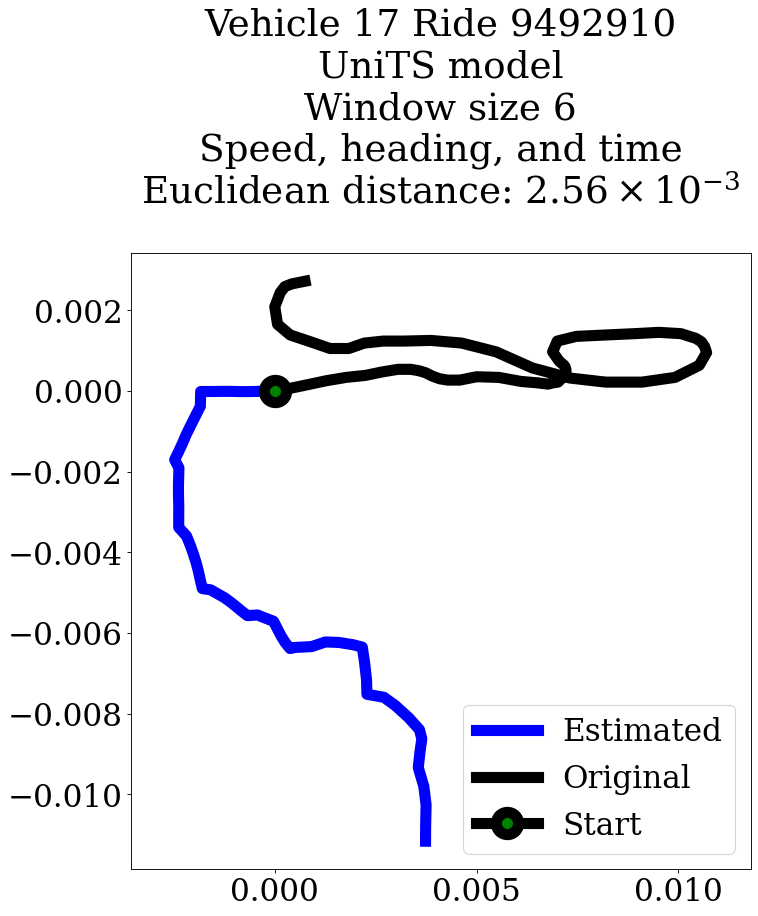 Vehicle 17 Ride 9492910
UniTS model
Window size 6
Speed, heading, and time
Euclidean distance: 2.56 × 10⁻³
0.002
0.000
−0.002
−0.004
−0.006
−0.008
−0.010
Estimated
Original
Start
0.000 0.005 0.010